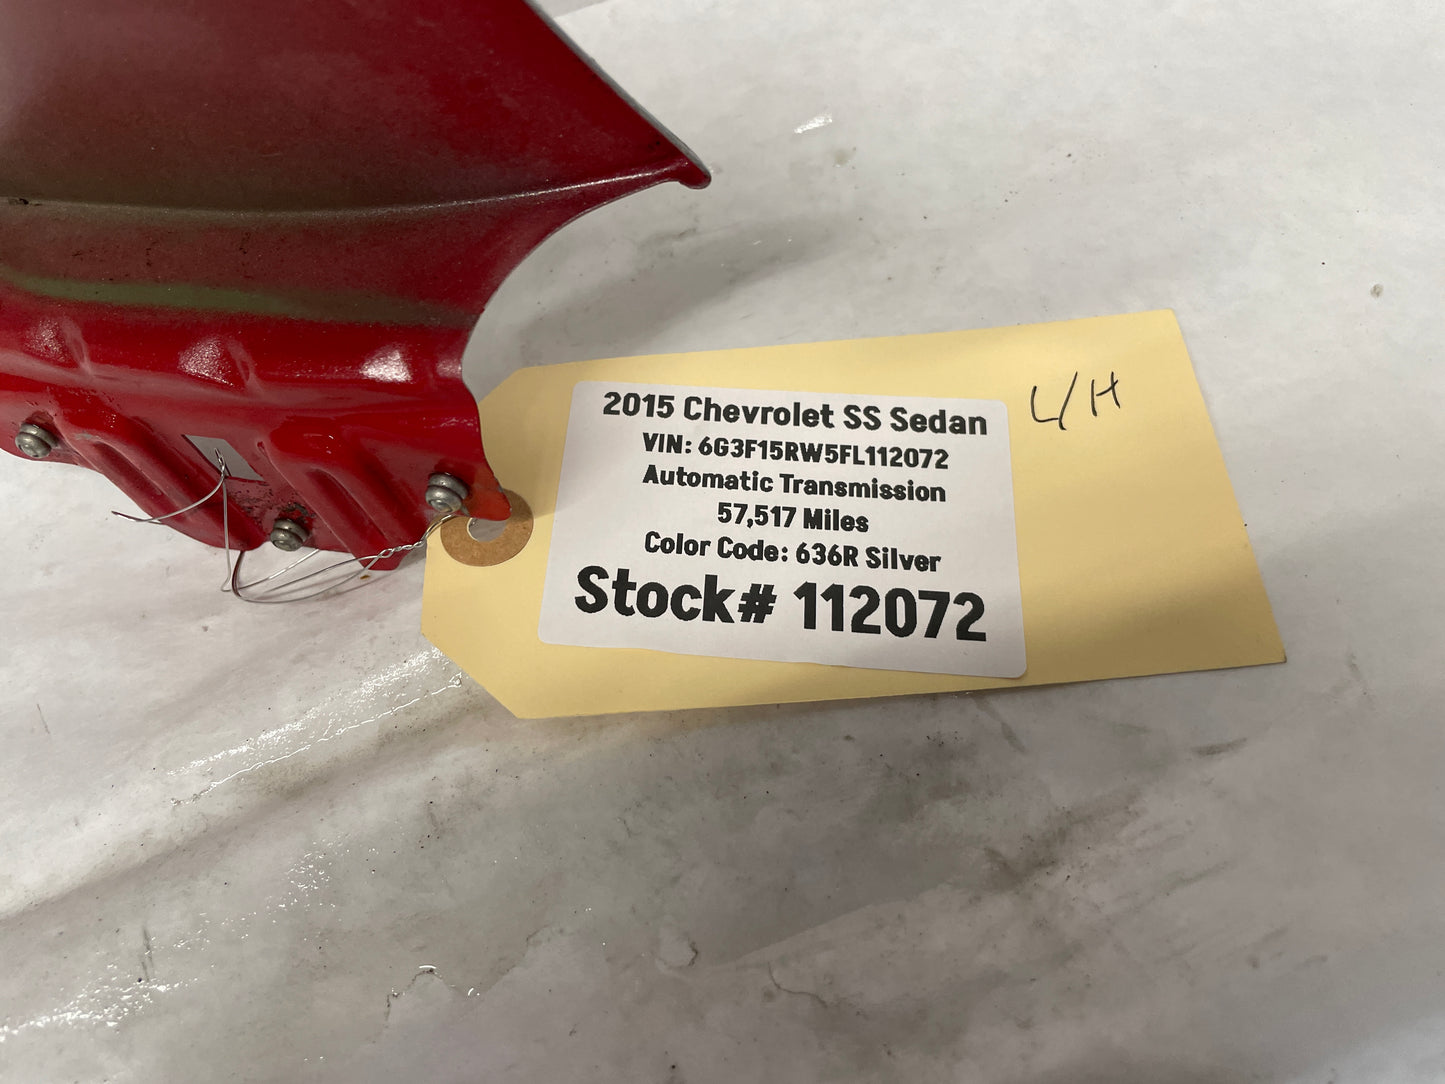 2015 Chevrolet SS Sedan
VIN: 6G3F15RW5FL112072
Automatic Transmission
57,517 Miles
Color Code: 636R Silver
Stock# 112072
L/H